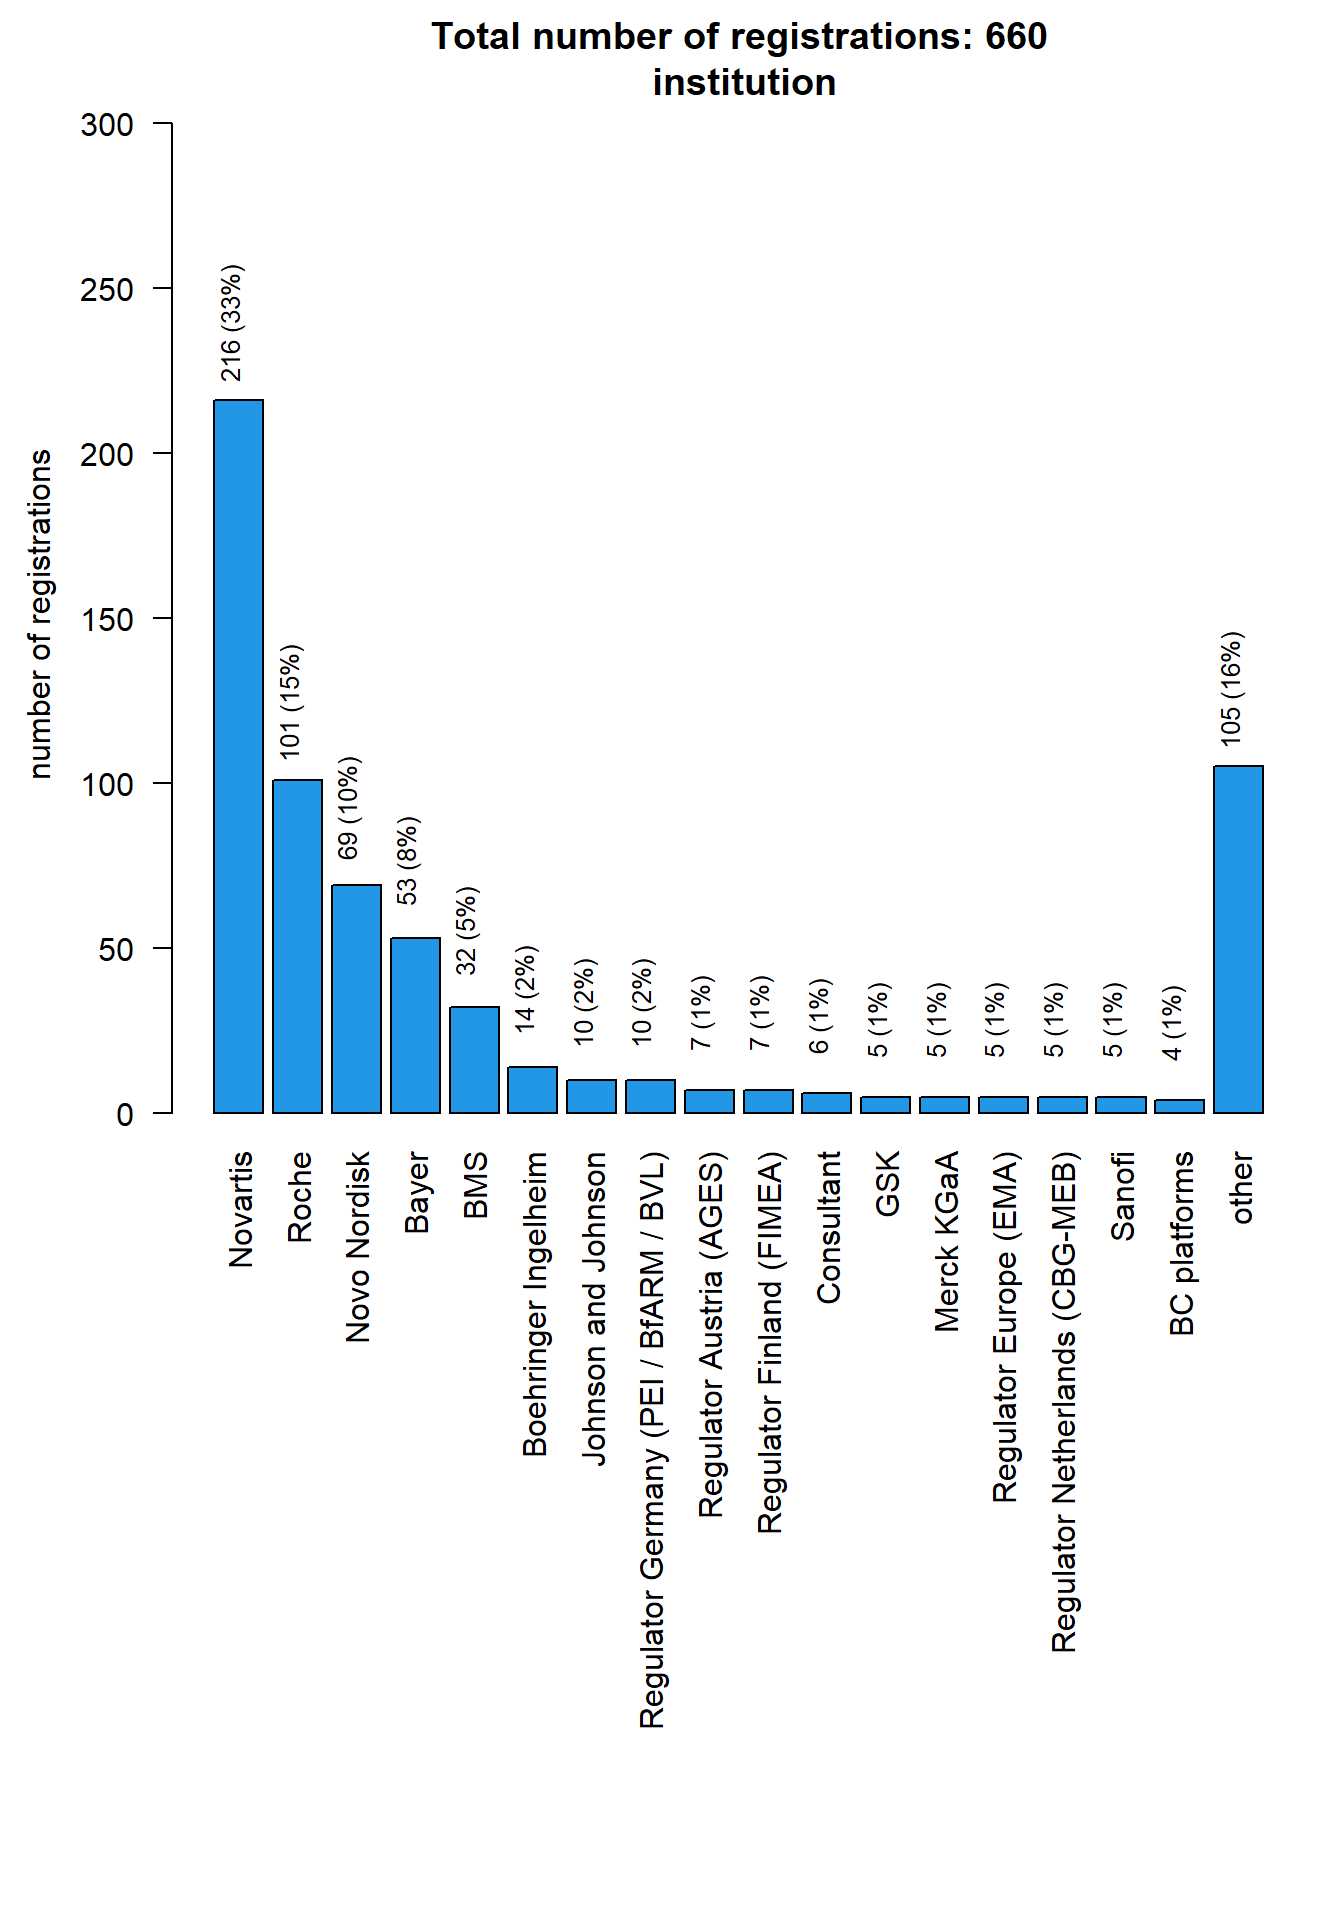 Total number of registrations: 660
institution
number of registrations
300
250
200
150
100
50
0
216 (33%)
101 (15%)
69 (10%)
53 (8%)
32 (5%)
14 (2%)
10 (2%)
10 (2%)
7 (1%)
7 (1%)
6 (1%)
5 (1%)
5 (1%)
5 (1%)
5 (1%)
5 (1%)
4 (1%)
105 (16%)
Novartis
Roche
Novo Nordisk
Bayer
BMS
Boehringer Ingelheim
Johnson and Johnson
Regulator Germany (PEI / BfARM / BVL)
Regulator Austria (AGES)
Regulator Finland (FIMEA)
Consultant
GSK
Merck KGaA
Regulator Europe (EMA)
Regulator Netherlands (CBG-MEB)
Sanofi
BC platforms
other